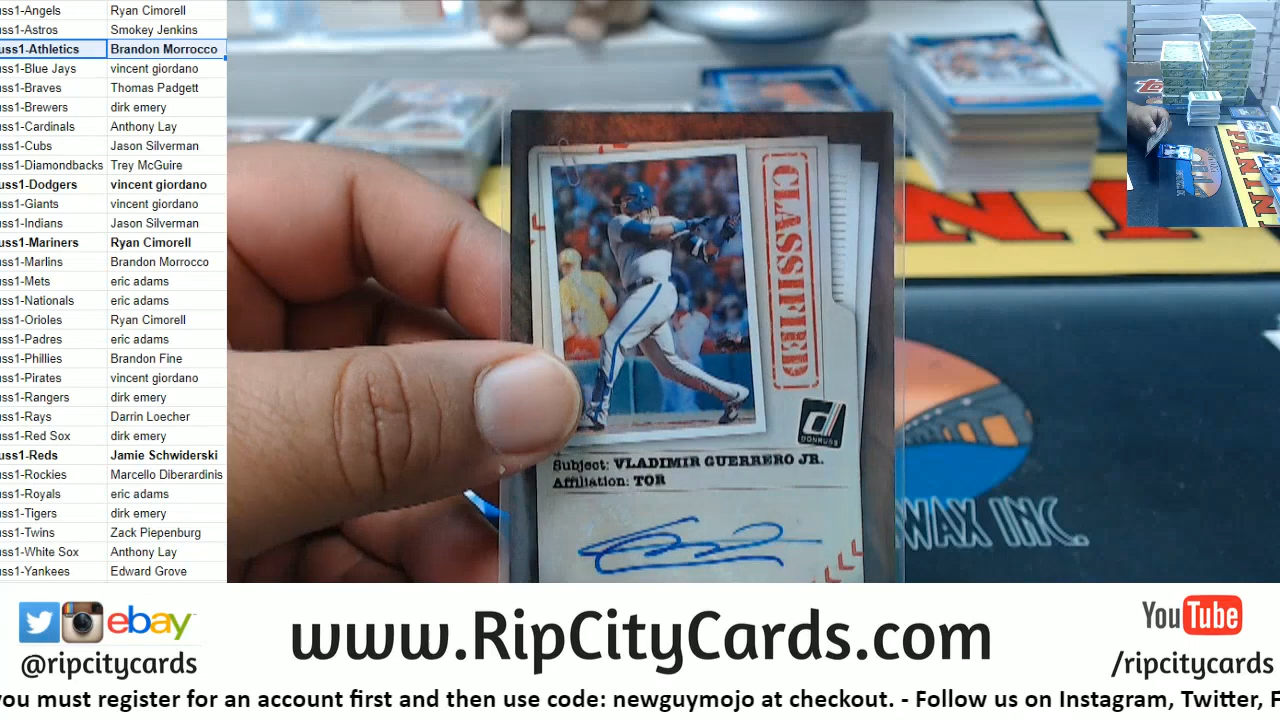 uss1-Angels Ryan Cimorell
uss1-Astros Smokey Jenkins
uss1-Athletics Brandon Morrocco
uss1-Blue Jays vincent giordano
uss1-Braves Thomas Padgett
uss1-Brewers dirk emery
uss1-Cardinals Anthony Lay
uss1-Cubs Jason Silverman
uss1-Diamondbacks Trey McGuire
uss1-Dodgers vincent giordano
uss1-Giants vincent giordano
uss1-Indians Jason Silverman
uss1-Mariners Ryan Cimorell
uss1-Marlins Brandon Morrocco
uss1-Mets eric adams
uss1-Nationals eric adams
uss1-Orioles Ryan Cimorell
uss1-Padres eric adams
uss1-Phillies Brandon Fine
uss1-Pirates vincent giordano
uss1-Rangers dirk emery
uss1-Rays Darrin Loecher
uss1-Red Sox dirk emery
uss1-Reds Jamie Schwiderski
uss1-Rockies Marcello Diberardinis
uss1-Royals eric adams
uss1-Tigers dirk emery
uss1-Twins Zack Piepenburg
uss1-White Sox Anthony Lay
uss1-Yankees Edward Grove
CLASSIFIED
DONRUSS
Subject: VLADIMIR GUERRERO JR.
Affiliation: TOR
WAX INC.
PANINI
ebay
@ripcitycards
www.RipCityCards.com
YouTube
/ripcitycards
you must register for an account first and then use code: newguymojo at checkout. - Follow us on Instagram, Twitter, F